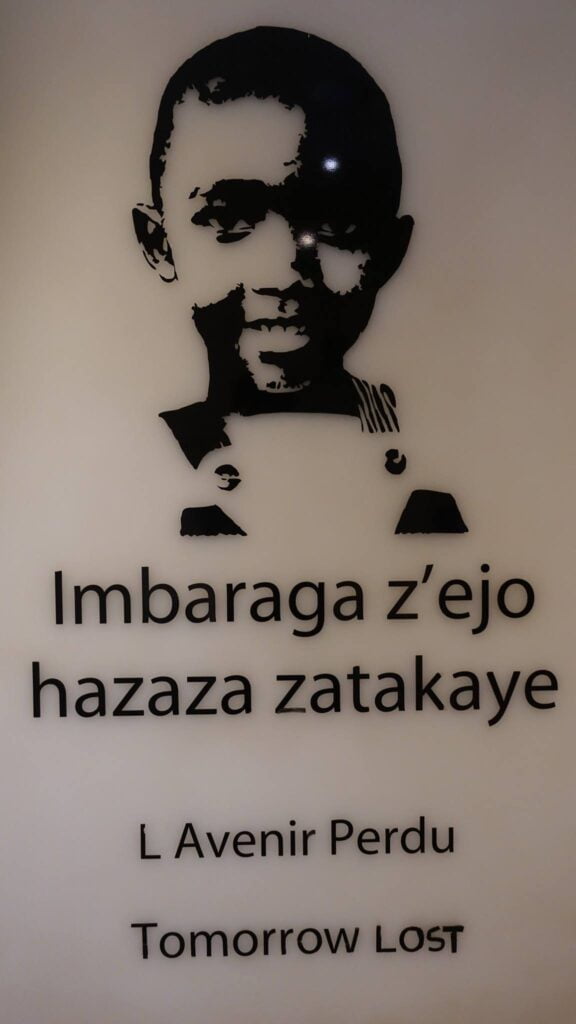 Imbaraga z’ejo
hazaza zatakaye
L Avenir Perdu
Tomorrow LOST